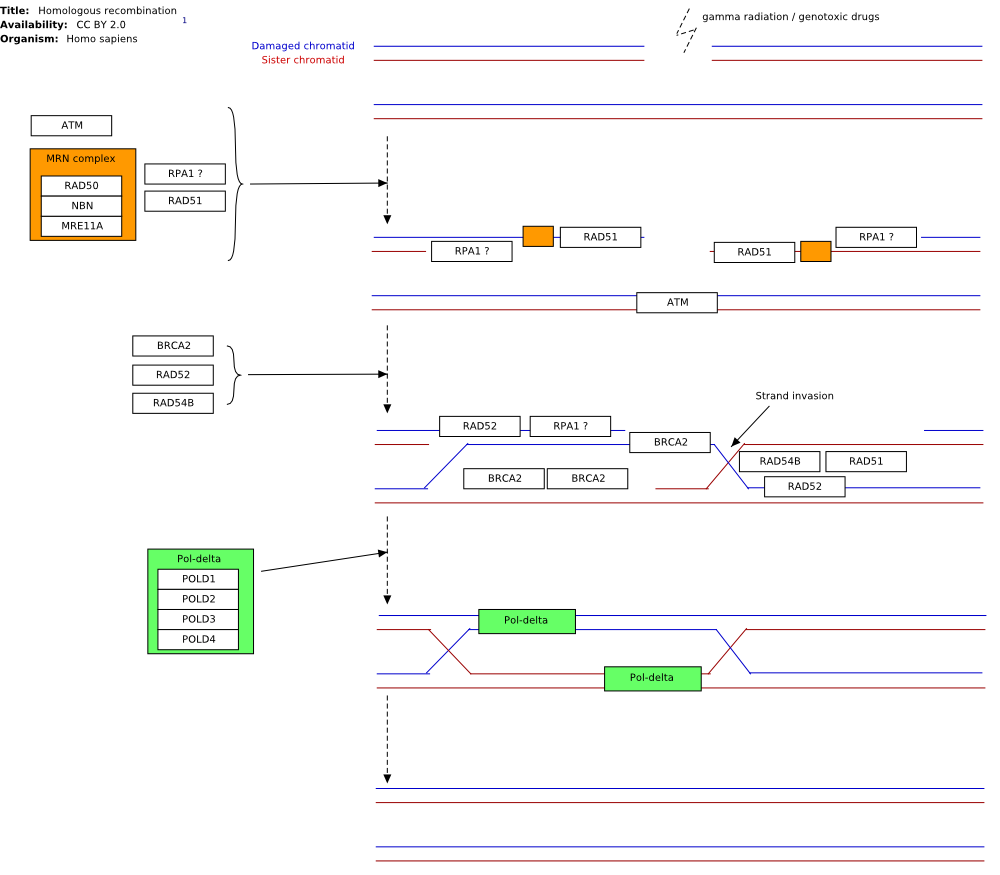 Title: Homologous recombination
Availability: CC BY 2.0
1
Organism: Homo sapiens
gamma radiation / genotoxic drugs
Damaged chromatid
Sister chromatid
ATM
MRN complex
RAD50
NBN
MRE11A
RPA1 ?
RAD51
RPA1 ?
RAD51
RAD51
RPA1 ?
ATM
BRCA2
RAD52
RAD54B
Strand invasion
RAD52
RPA1 ?
BRCA2
RAD54B
RAD51
BRCA2
BRCA2
RAD52
Pol-delta
POLD1
POLD2
POLD3
POLD4
Pol-delta
Pol-delta